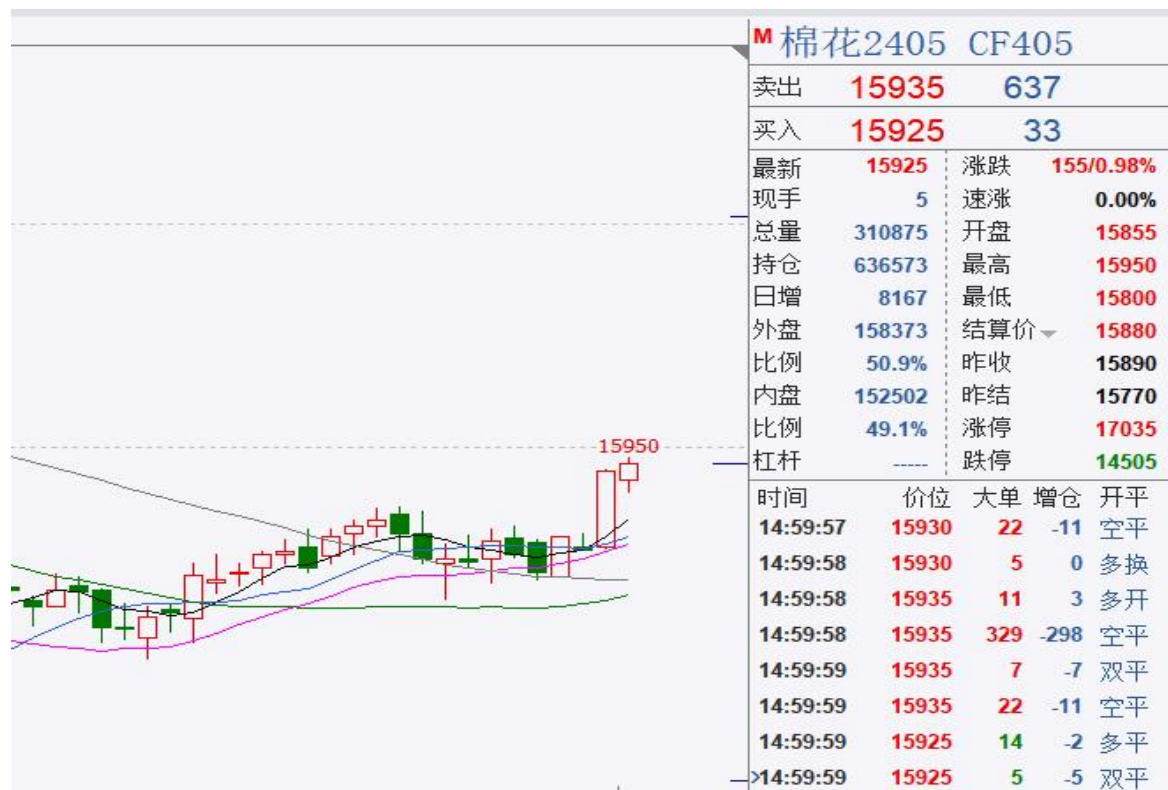 M 棉花2405 CF405
卖出 15935 637
买入 15925 33
最新 15925 涨跌 155/0.98%
现手 5 速涨 0.00%
总量 310875 开盘 15855
持仓 636573 最高 15950
日增 8167 最低 15800
外盘 158373 结算价 15880
比例 50.9% 昨收 15890
内盘 152502 昨结 15770
比例 49.1% 涨停 17035
杠杆 ----- 跌停 14505
15950
时间 价位 大单 增仓 开平
14:59:57 15930 22 -11 空平
14:59:58 15930 5 0 多换
14:59:58 15935 11 3 多开
14:59:58 15935 329 -298 空平
14:59:59 15935 7 -7 双平
14:59:59 15935 22 -11 空平
14:59:59 15925 14 -2 多平
14:59:59 15925 5 -5 双平